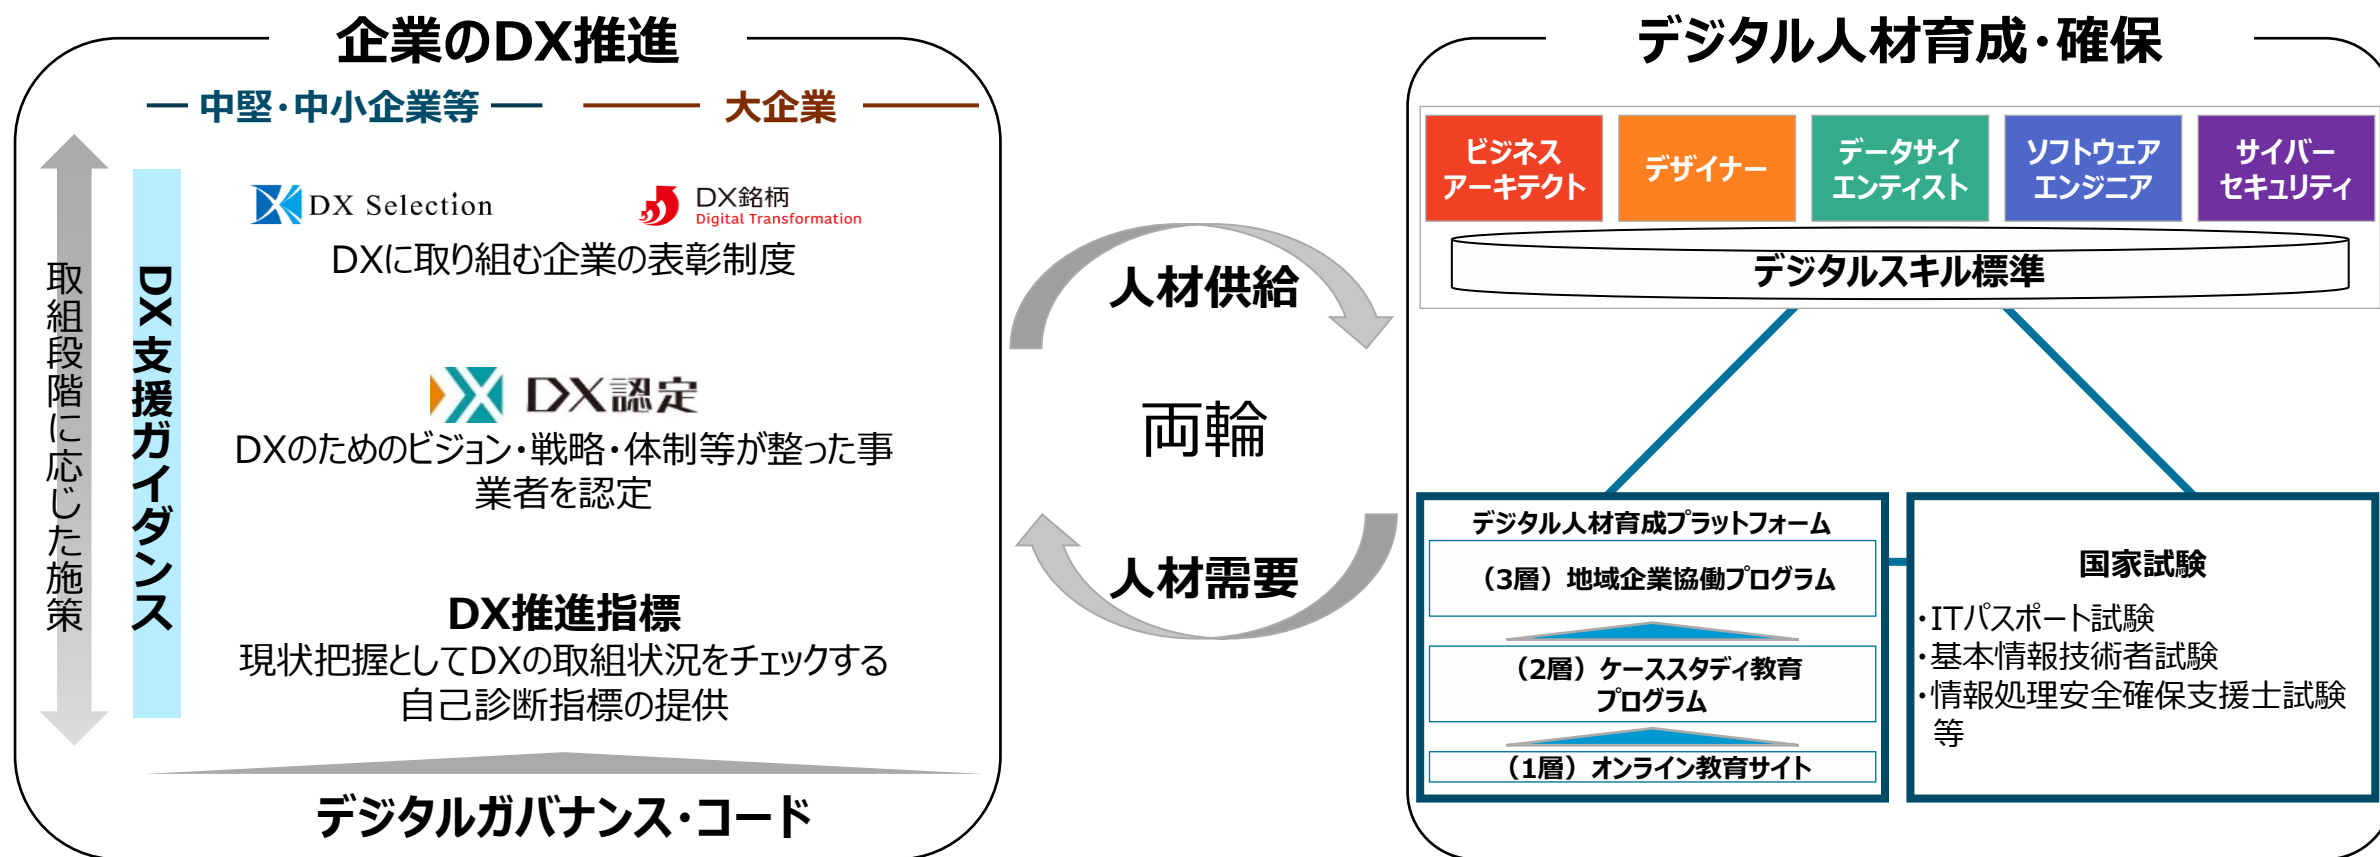 企業のDX推進
中堅・中小企業等
大企業
取組段階に応じた施策
DX支援ガイダンス
DX Selection
DX銘柄
Digital Transformation
DXに取り組む企業の表彰制度
DX認定
DXのためのビジョン・戦略・体制等が整った事
業者を認定
DX推進指標
現状把握としてDXの取組状況をチェックする
自己診断指標の提供
デジタルガバナンス・コード
人材供給
両輪
人材需要
デジタル人材育成・確保
ビジネス
アーキテクト
デザイナー
データサイ
エンティスト
ソフトウェア
エンジニア
サイバー
セキュリティ
デジタルスキル標準
デジタル人材育成プラットフォーム
（3層）地域企業協働プログラム
（2層）ケーススタディ教育
プログラム
（1層）オンライン教育サイト
国家試験
・ITパスポート試験
・基本情報技術者試験
・情報処理安全確保支援士試験
等